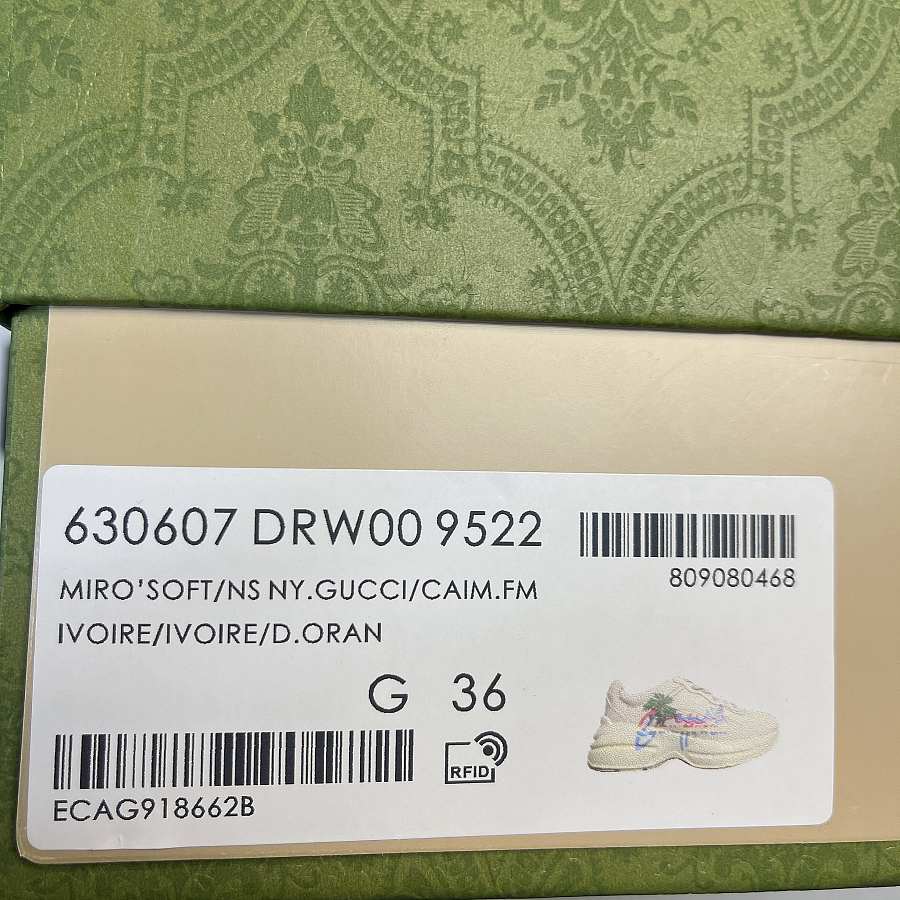 630607 DRW00 9522
809080468
MIRO'SOFT/NS NY.GUCCI/CAIM.FM
IVOIRE/IVOIRE/D.ORAN
G 36
RFID
ECAG918662B